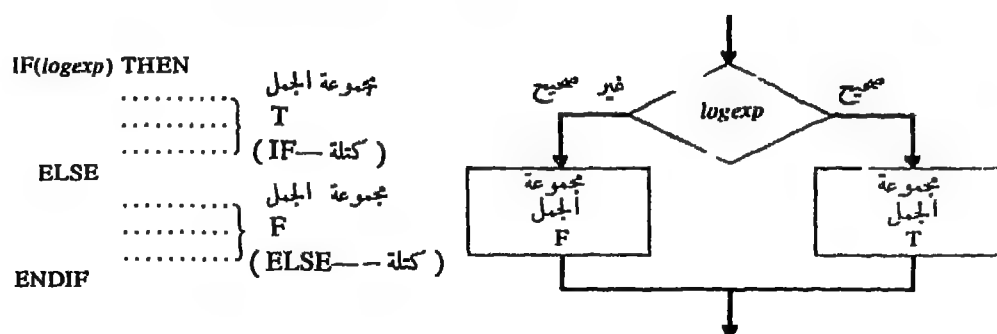 IF(logexp) THEN
.......... مجموعة الجمل
.......... T
.......... (IF— كتلة)
ELSE
.......... مجموعة الجمل
.......... F
.......... (ELSE—– كتلة)
ENDIF
logexp
غير صحيح
صحيح
مجموعة
الجمل
F
مجموعة
الجمل
T